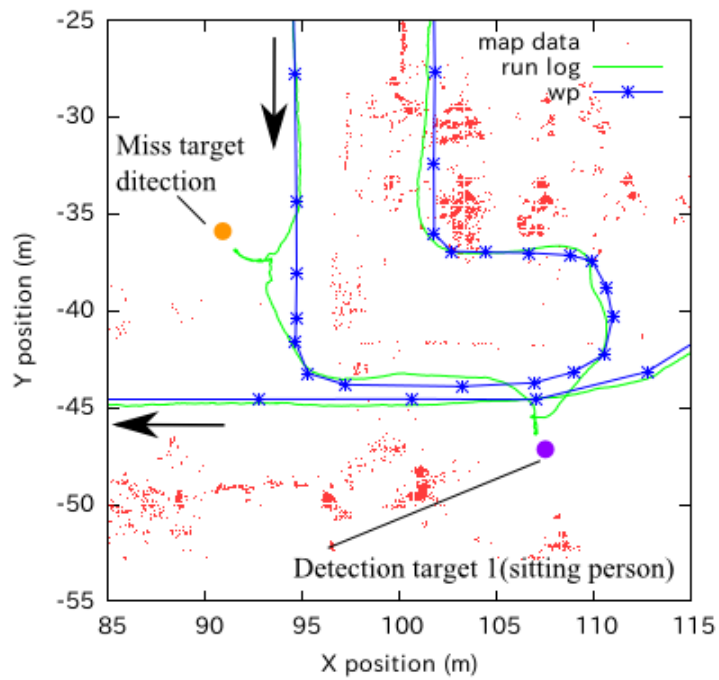 -25
-30
-35
-40
-45
-50
-55
85
90
95
100
105
110
115
Y position (m)
X position (m)
map data
run log
wp
Miss target
ditection
Detection target 1(sitting person)